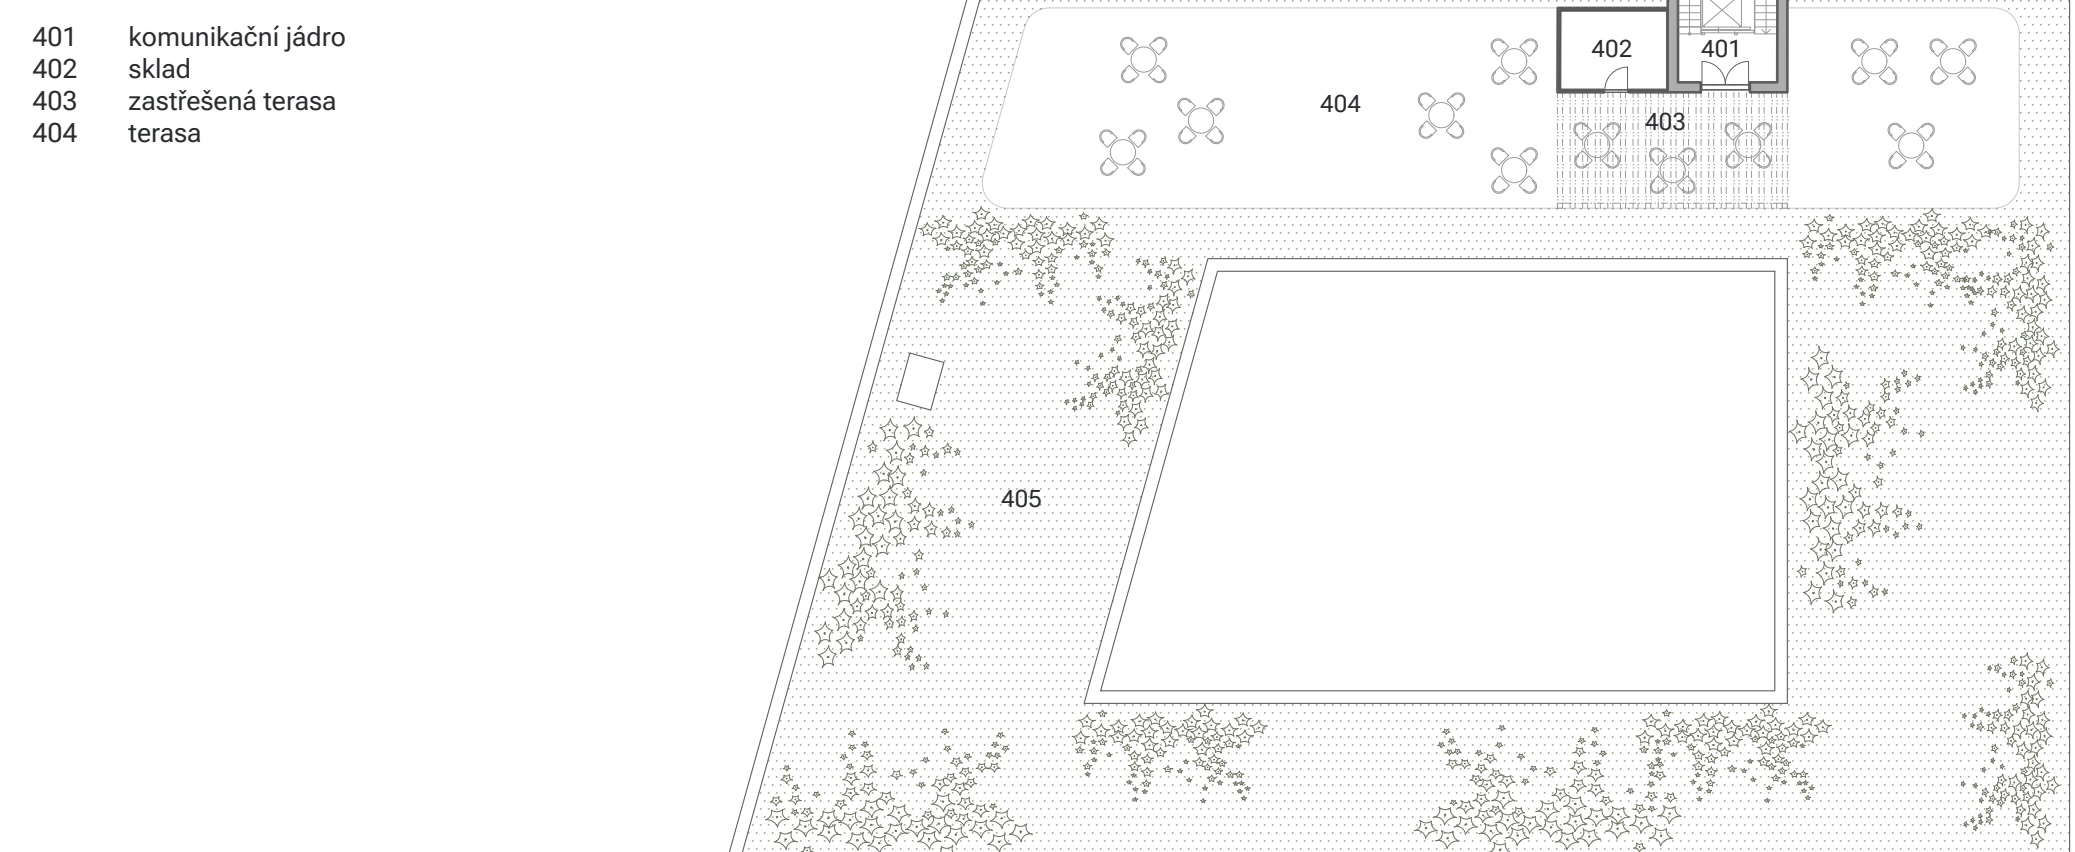 401 komunikační jádro
402 sklad
403 zastřešená terasa
404 terasa
402
401
404
403
405